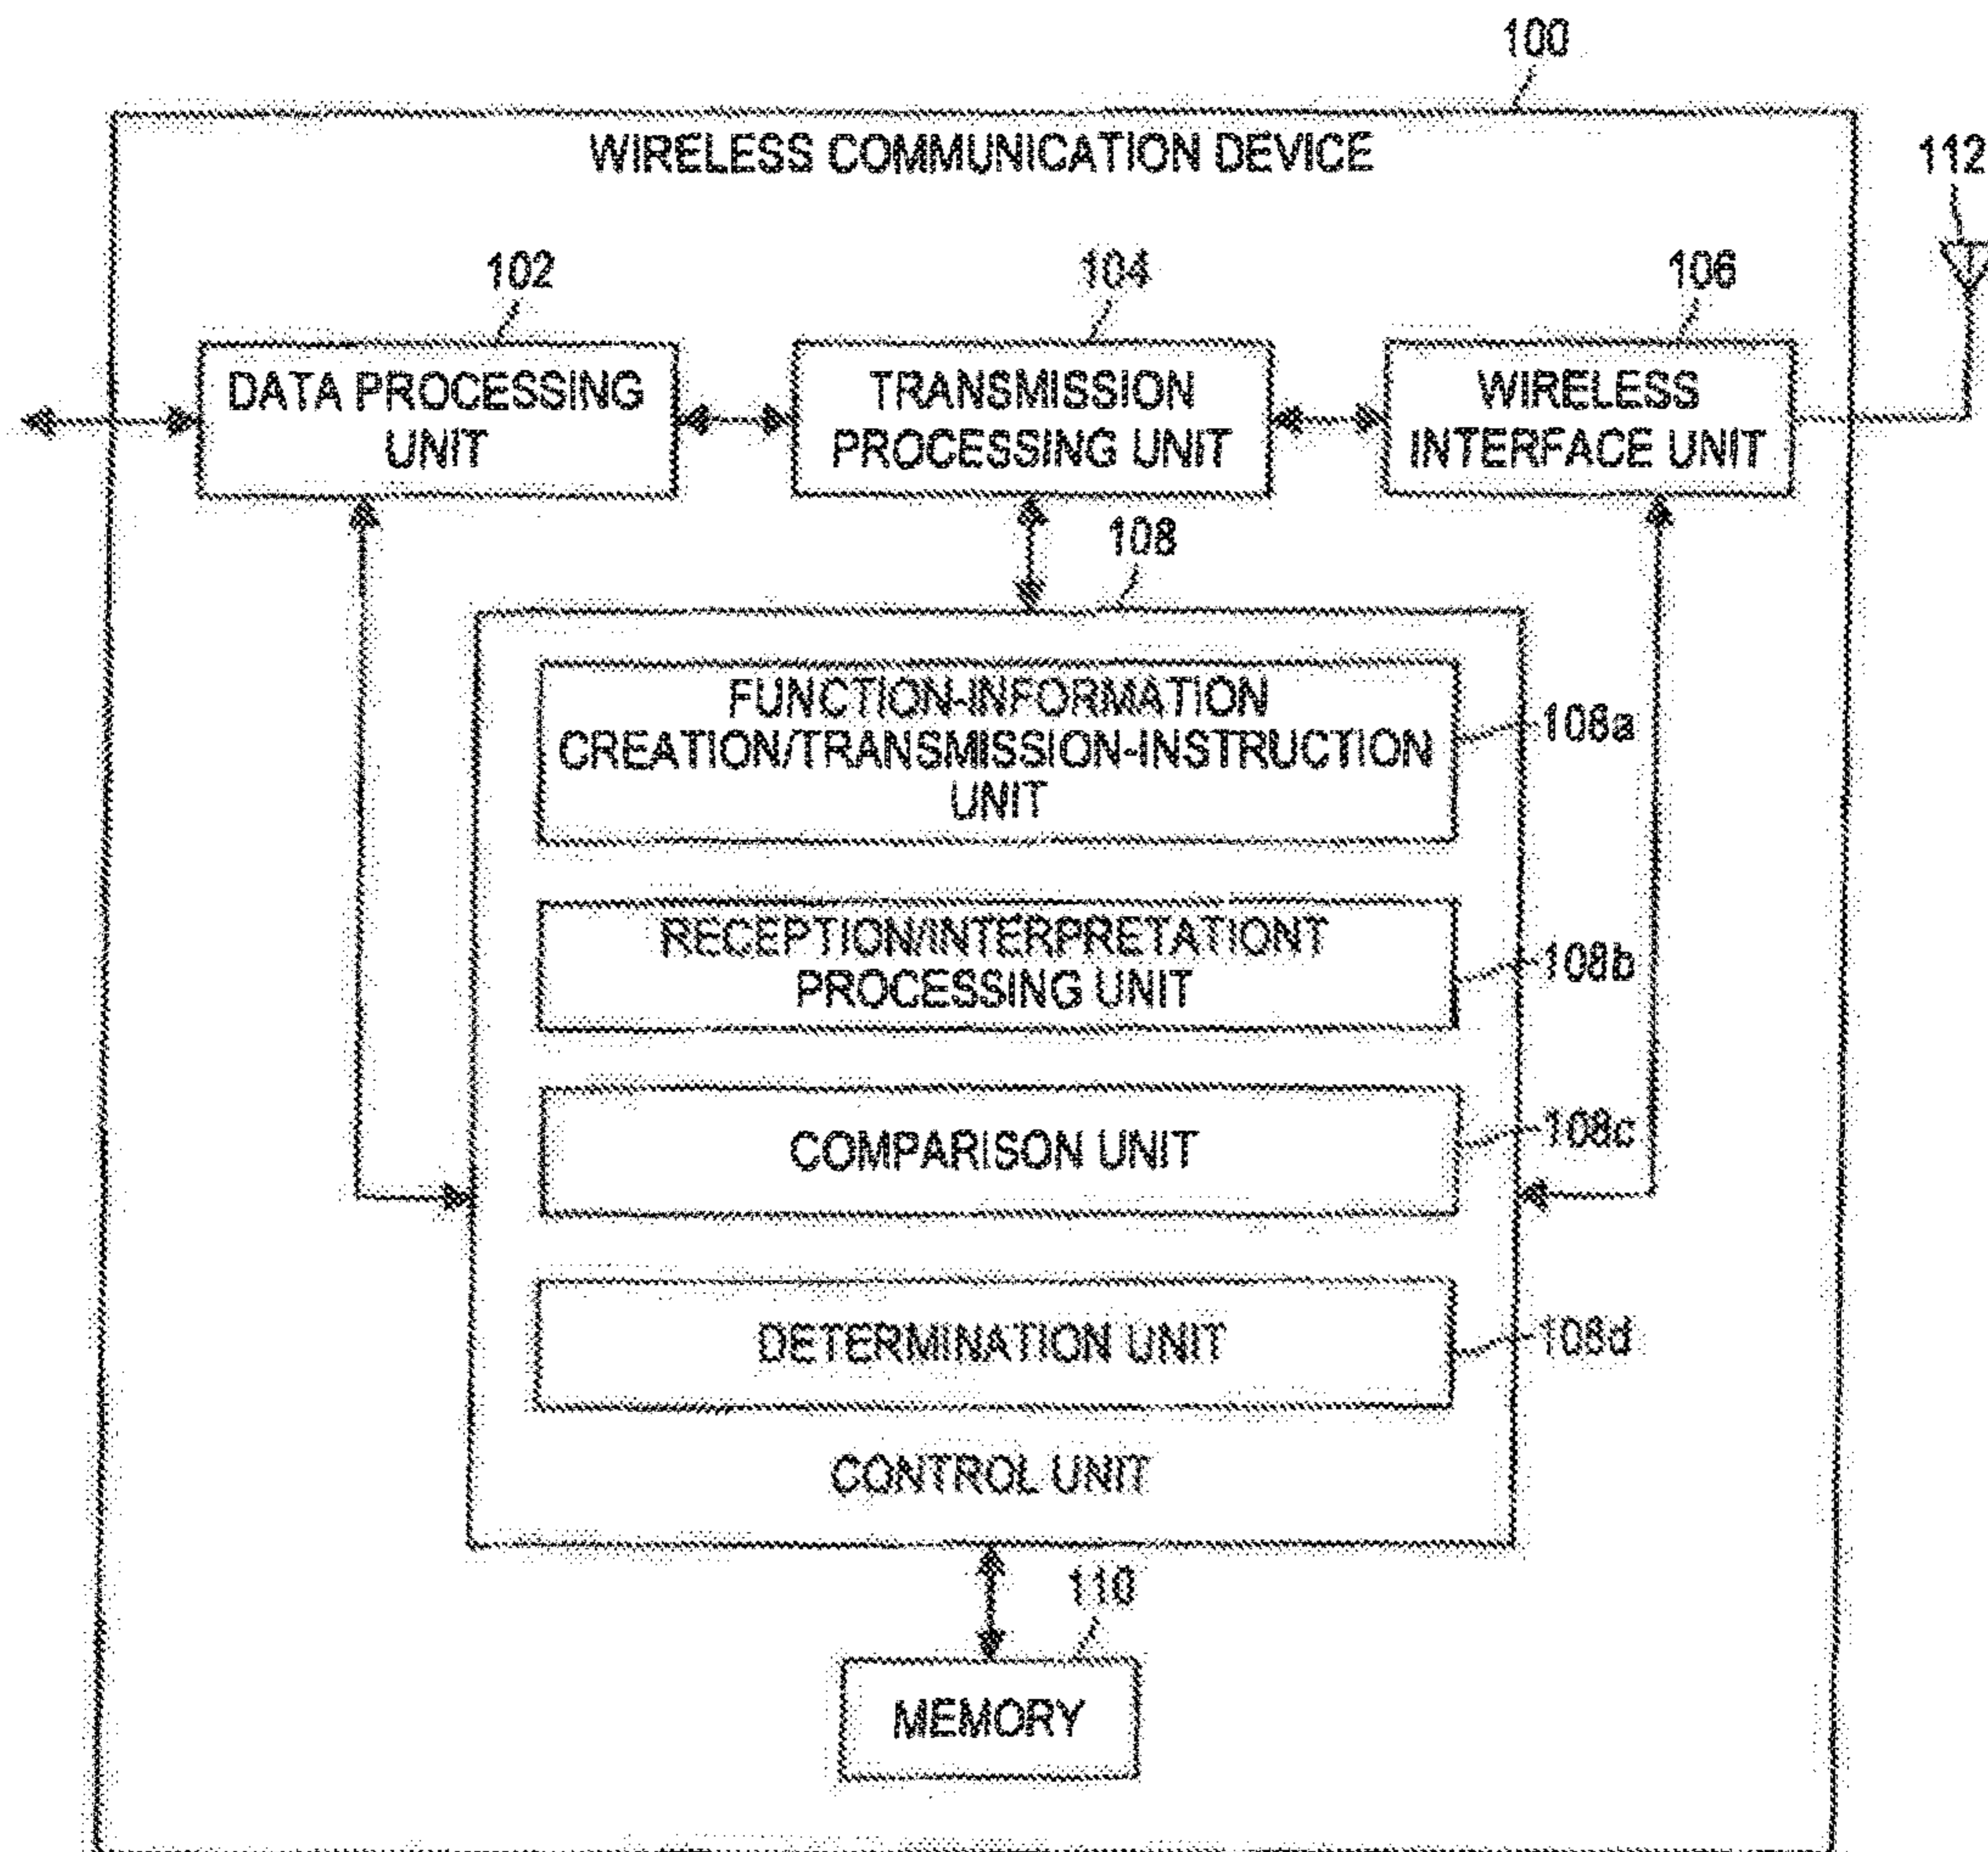 100
WIRELESS COMMUNICATION DEVICE
112
102
104
106
DATA PROCESSING
UNIT
TRANSMISSION
PROCESSING UNIT
WIRELESS
INTERFACE UNIT
108
FUNCTION-INFORMATION
CREATION/TRANSMISSION-INSTRUCTION
UNIT
108a
RECEPTION/INTERPRETATIONT
PROCESSING UNIT
108b
COMPARISON UNIT
108c
DETERMINATION UNIT
108d
CONTROL UNIT
110
MEMORY